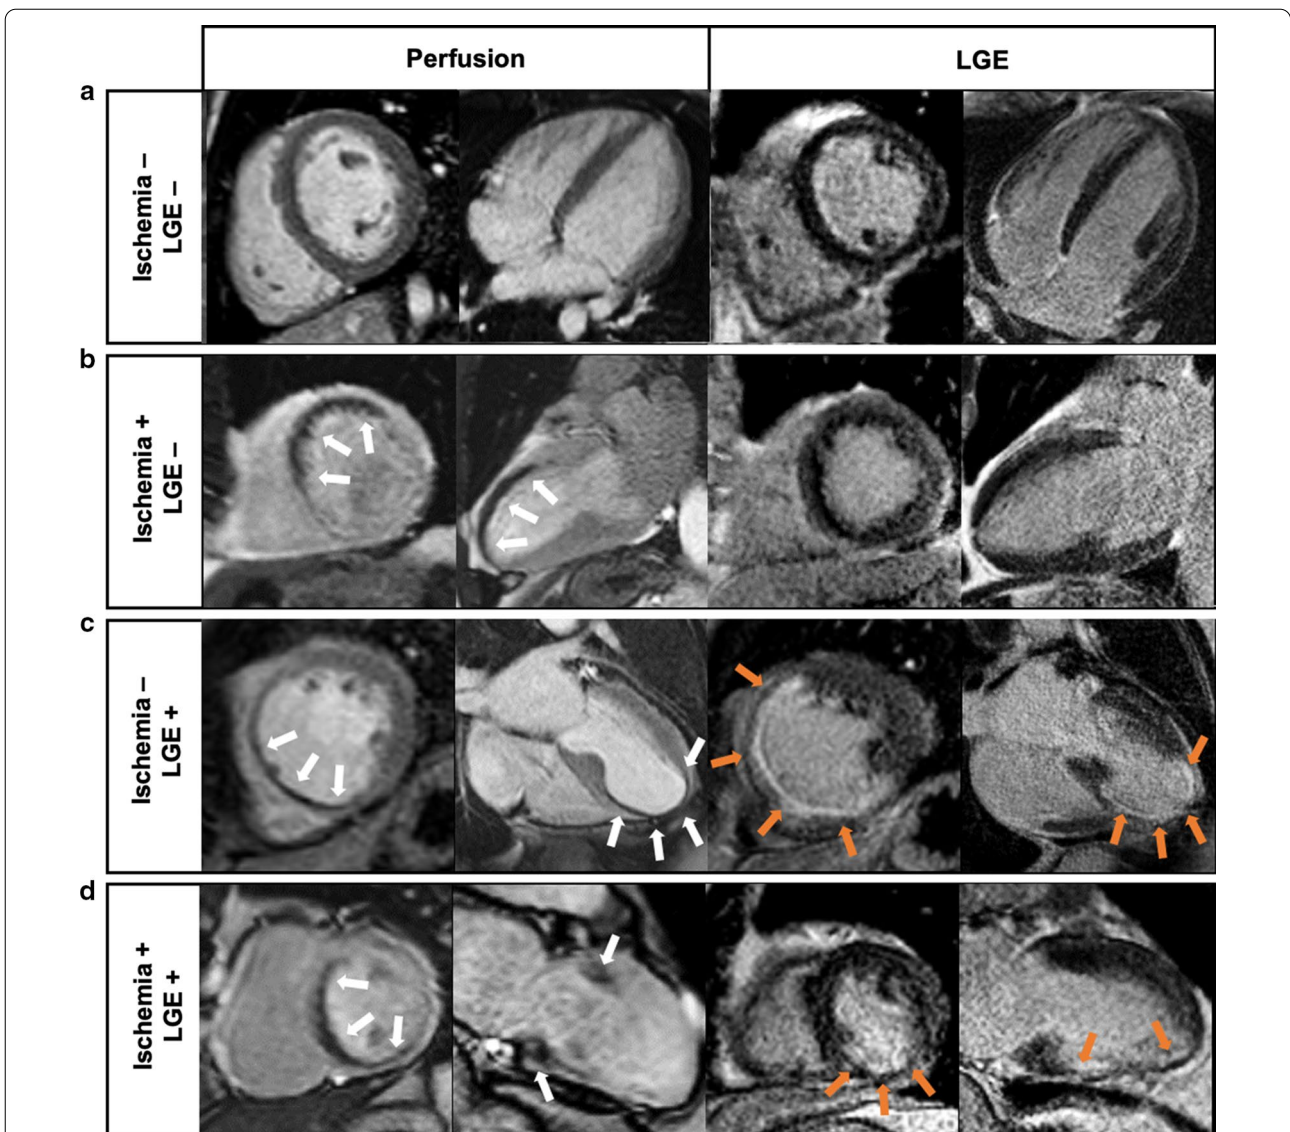 Perfusion
LGE
a
Ischemia –
LGE –
b
Ischemia +
LGE –
c
Ischemia –
LGE +
d
Ischemia +
LGE +